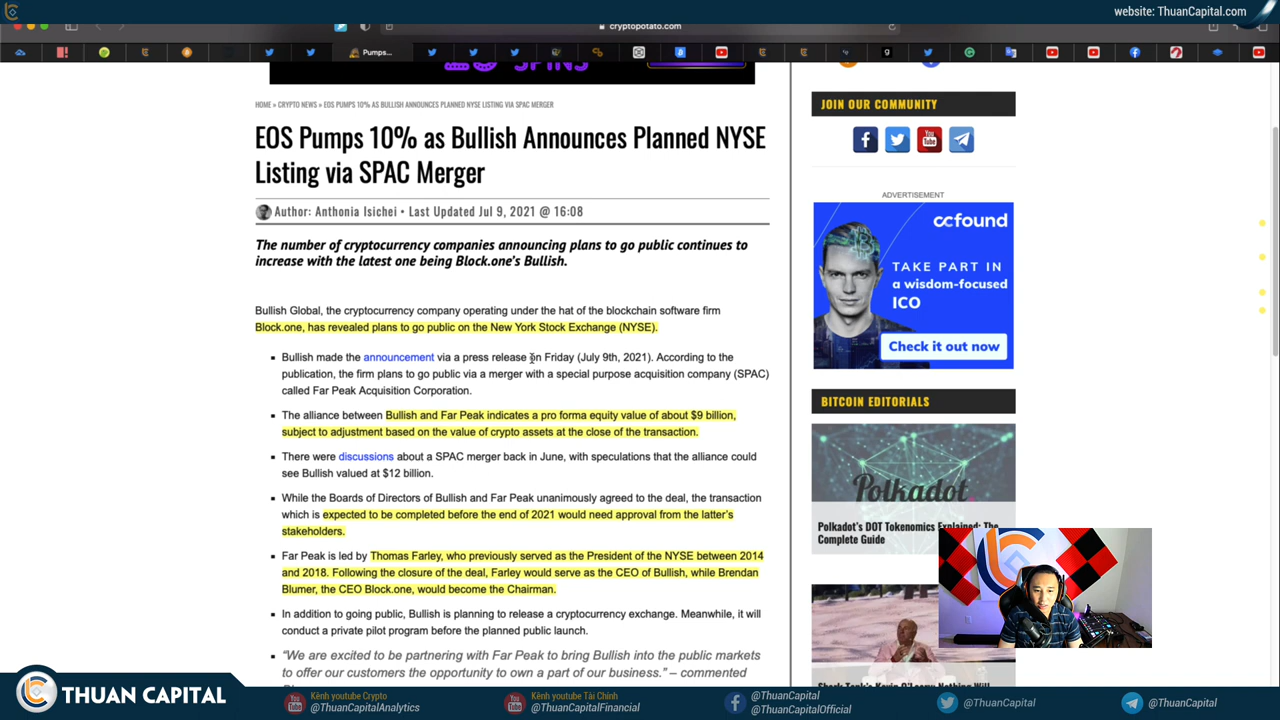 website: ThuanCapital.com
cryptopotato.com
Pumps...
SPINS
HOME » CRYPTO NEWS » EOS PUMPS 10% AS BULLISH ANNOUNCES PLANNED NYSE LISTING VIA SPAC MERGER
EOS Pumps 10% as Bullish Announces Planned NYSE
Listing via SPAC Merger
Author: Anthonia Isichei • Last Updated Jul 9, 2021 @ 16:08
The number of cryptocurrency companies announcing plans to go public continues to
increase with the latest one being Block.one's Bullish.
Bullish Global, the cryptocurrency company operating under the hat of the blockchain software firm
Block.one, has revealed plans to go public on the New York Stock Exchange (NYSE).
▪ Bullish made the announcement via a press release on Friday (July 9th, 2021). According to the
publication, the firm plans to go public via a merger with a special purpose acquisition company (SPAC)
called Far Peak Acquisition Corporation.
▪ The alliance between Bullish and Far Peak indicates a pro forma equity value of about $9 billion,
subject to adjustment based on the value of crypto assets at the close of the transaction.
▪ There were discussions about a SPAC merger back in June, with speculations that the alliance could
see Bullish valued at $12 billion.
▪ While the Boards of Directors of Bullish and Far Peak unanimously agreed to the deal, the transaction
which is expected to be completed before the end of 2021 would need approval from the latter's
stakeholders.
▪ Far Peak is led by Thomas Farley, who previously served as the President of the NYSE between 2014
and 2018. Following the closure of the deal, Farley would serve as the CEO of Bullish, while Brendan
Blumer, the CEO Block.one, would become the Chairman.
▪ In addition to going public, Bullish is planning to release a cryptocurrency exchange. Meanwhile, it will
conduct a private pilot program before the planned public launch.
▪ “We are excited to be partnering with Far Peak to bring Bullish into the public markets
to offer our customers the opportunity to own a part of our business.” – commented
JOIN OUR COMMUNITY
You
Tube
ADVERTISEMENT
ccfound
TAKE PART IN
a wisdom-focused
ICO
Check it out now
BITCOIN EDITORIALS
Polkadot
Polkadot's DOT Tokenomics Explained: The
Complete Guide
THUAN CAPITAL
Kênh youtube Crypto
@ThuanCapitalAnalytics
Kênh youtube Tài Chính
@ThuanCapitalFinancial
@ThuanCapital
@ThuanCapitalOfficial
@ThuanCapital
@ThuanCapital